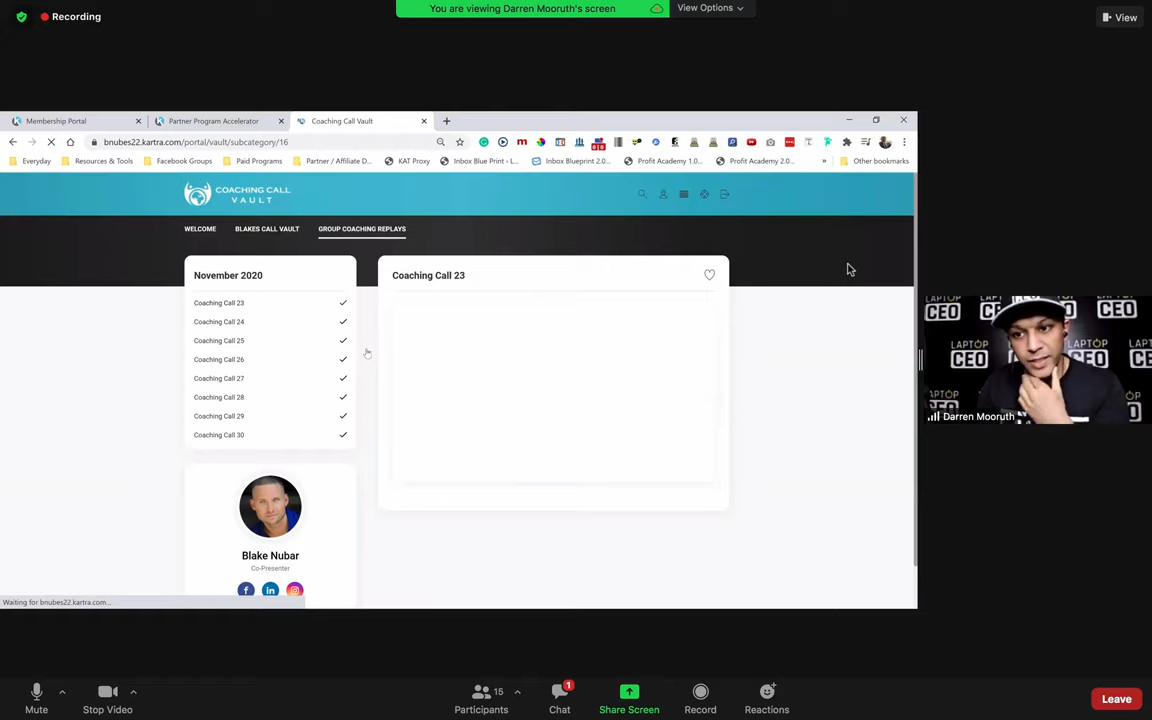 Recording
You are viewing Darren Mooruth's screen
View Options
View
Membership Portal
Partner Program Accelerator
Coaching Call Vault
bnubes22.kartra.com/portal/vault/subcategory/16
Everyday
Resources & Tools
Facebook Groups
Paid Programs
Partner / Affiliate D...
KAT Proxy
Inbox Blue Print - L...
Inbox Blueprint 2.0...
Profit Academy 1.0...
Profit Academy 2.0...
Other bookmarks
COACHING CALL
VAULT
WELCOME
BLAKES CALL VAULT
GROUP COACHING REPLAYS
November 2020
Coaching Call 23
Coaching Call 24
Coaching Call 25
Coaching Call 26
Coaching Call 27
Coaching Call 28
Coaching Call 29
Coaching Call 30
Coaching Call 23
Blake Nubar
Co-Presenter
Waiting for bnubes22.kartra.com...
LAPTOP
CEO
Darren Mooruth
Mute
Stop Video
Participants
15
Chat
1
Share Screen
Record
Reactions
Leave